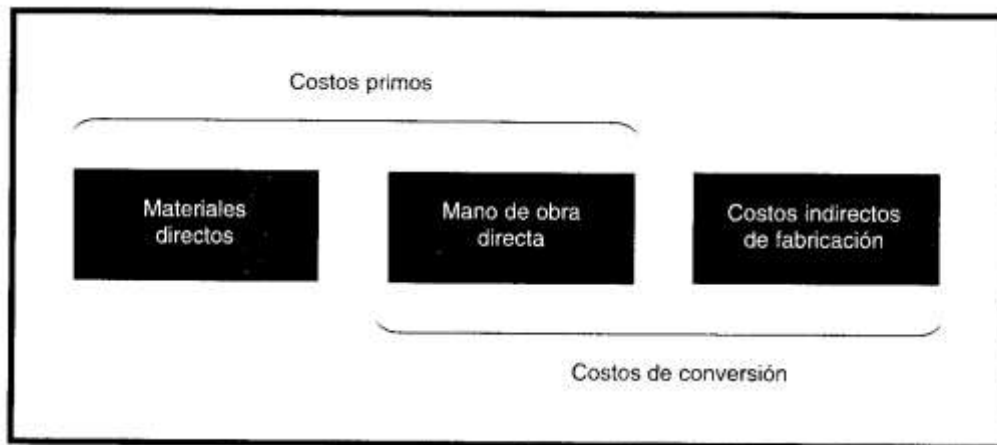 Costos primos
Materiales
directos
Mano de obra
directa
Costos indirectos
de fabricación
Costos de conversión